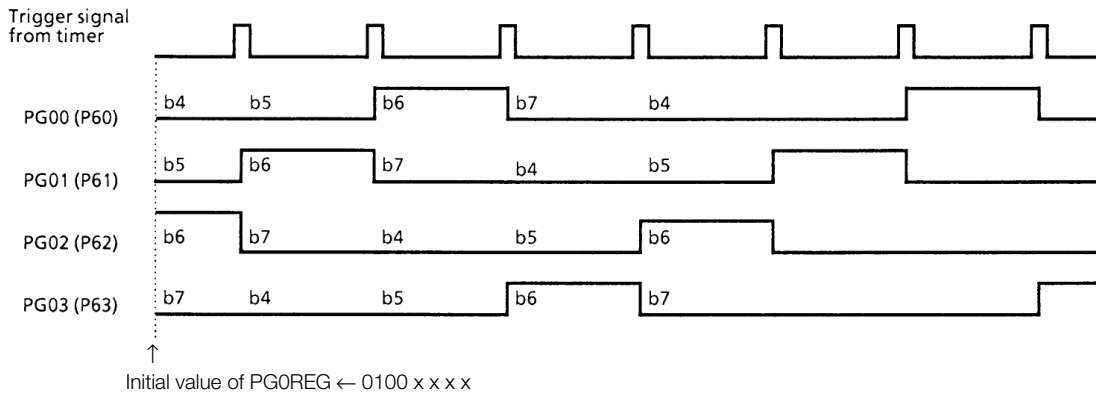 Trigger signal
from timer
PG00 (P60)
b4 b5 b6 b7 b4
PG01 (P61)
b5 b6 b7 b4 b5
PG02 (P62)
b6 b7 b4 b5 b6
PG03 (P63)
b7 b4 b5 b6 b7
↑
Initial value of PG0REG ← 0100 x x x x